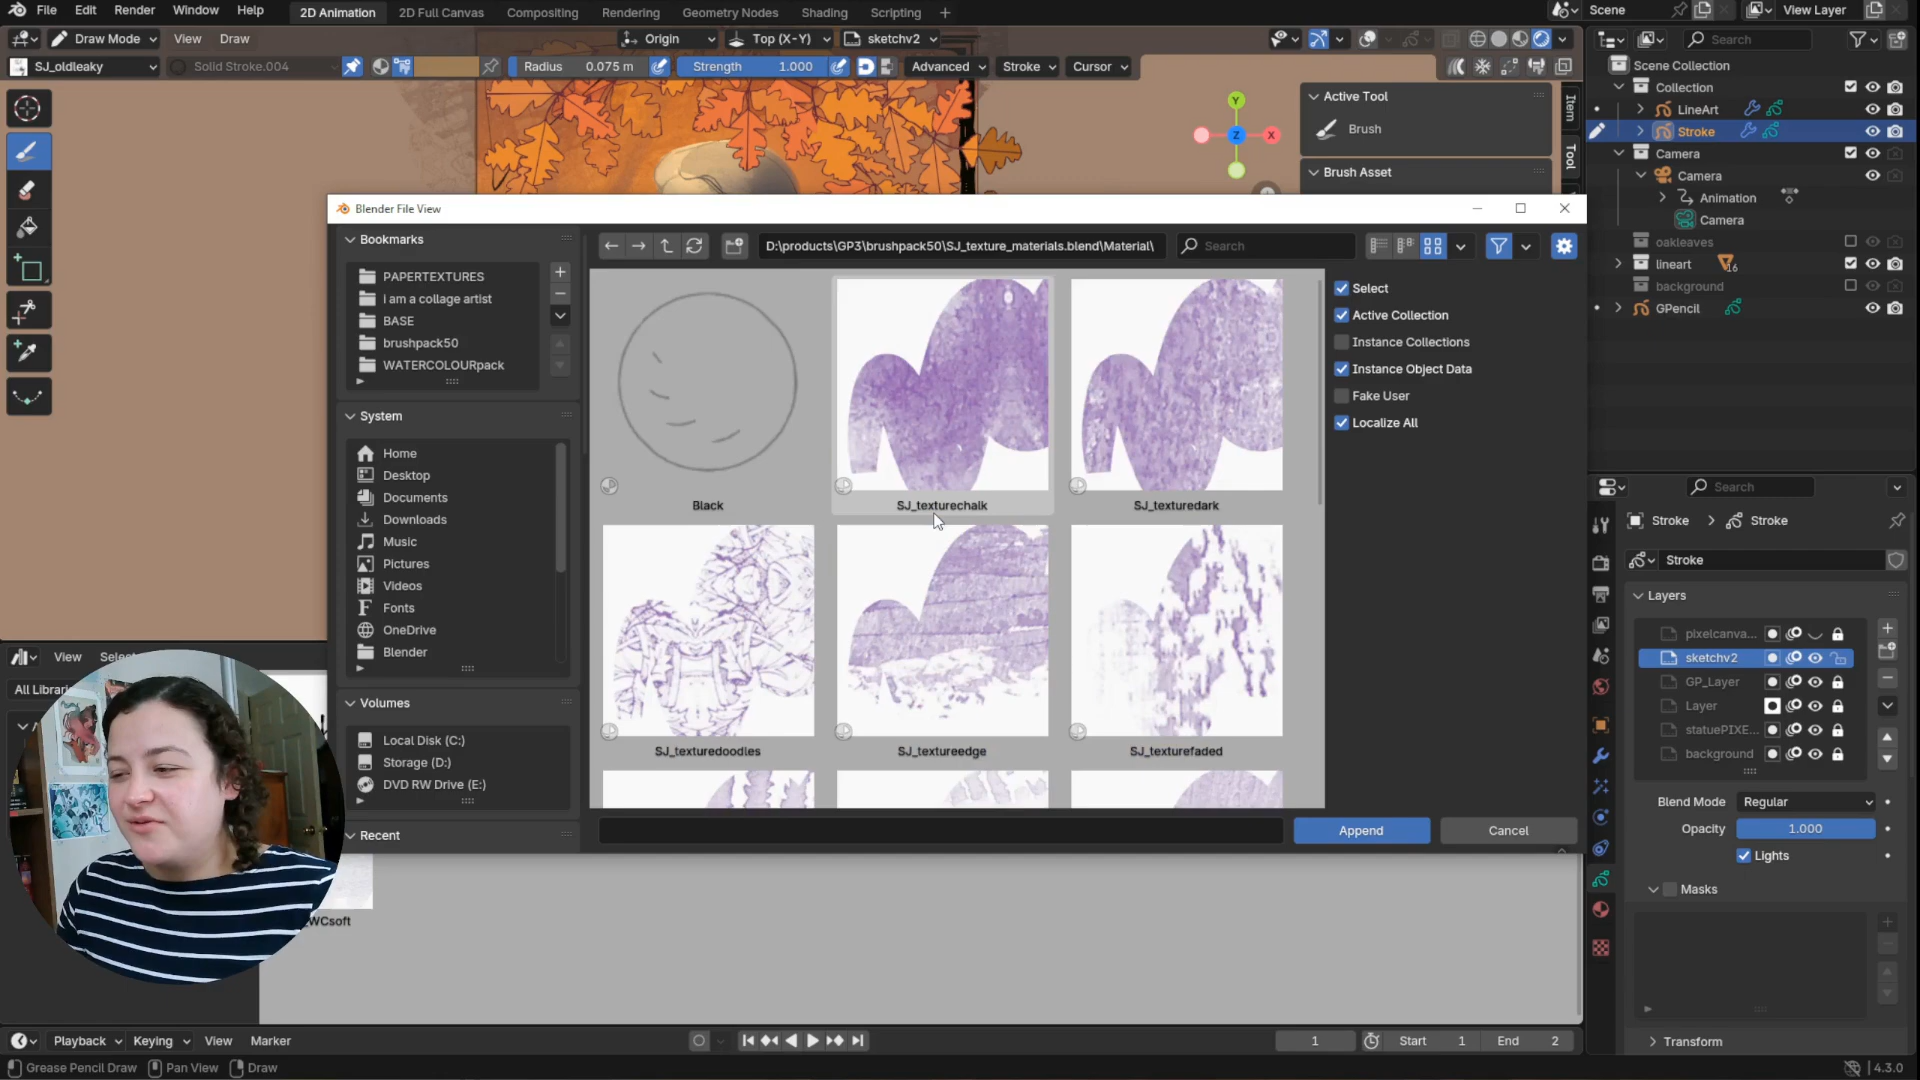 File Edit Render Window Help 2D Animation 2D Full Canvas Compositing Rendering Geometry Nodes Shading Scripting + Scene View Layer
Draw Mode View Draw Origin Top (X-Y) sketchv2 Search
SJ_oldleaky Solid Stroke.004 Radius 0.075 m Strength 1.000 Advanced Stroke Cursor
Scene Collection
Collection
LineArt
Stroke
Camera
Camera
Animation
Camera
oakleaves
lineart 16
background
GPencil
Y
X
Z
Active Tool
Brush
Brush Asset
Item
Tool
Blender File View
Bookmarks
PAPERTEXTURES
i am a collage artist
BASE
brushpack50
WATERCOLOURpack
System
Home
Desktop
Documents
Downloads
Music
Pictures
Videos
Fonts
OneDrive
Blender
Volumes
Local Disk (C:)
Storage (D:)
DVD RW Drive (E:)
Recent
D:\products\GP3\brushpack50\SJ_texture_materials.blend\Material\
Search
Black
SJ_texturechalk
SJ_texturedark
SJ_texturedoodles
SJ_textureedge
SJ_texturefaded
Select
Active Collection
Instance Collections
Instance Object Data
Fake User
Localize All
Append Cancel
Search
Stroke Stroke
Stroke
Layers
pixelcanva...
sketchv2
GP_Layer
Layer
statuePIXE...
background
Blend Mode Regular
Opacity 1.000
Lights
Masks
Transform
View
All Librar
WCsoft
Playback Keying View Marker 1 Start 1 End 2
Grease Pencil Draw Pan View Draw 4.3.0